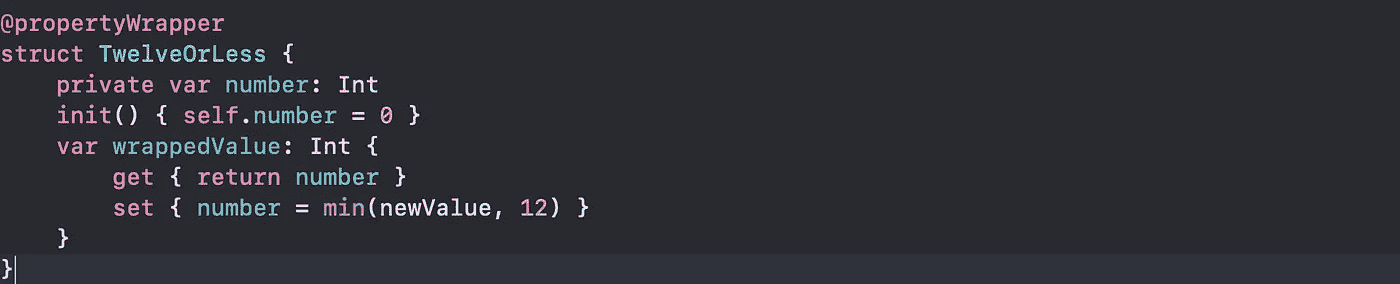 @propertyWrapper
struct TwelveOrLess {
    private var number: Int
    init() { self.number = 0 }
    var wrappedValue: Int {
        get { return number }
        set { number = min(newValue, 12) }
    }
}